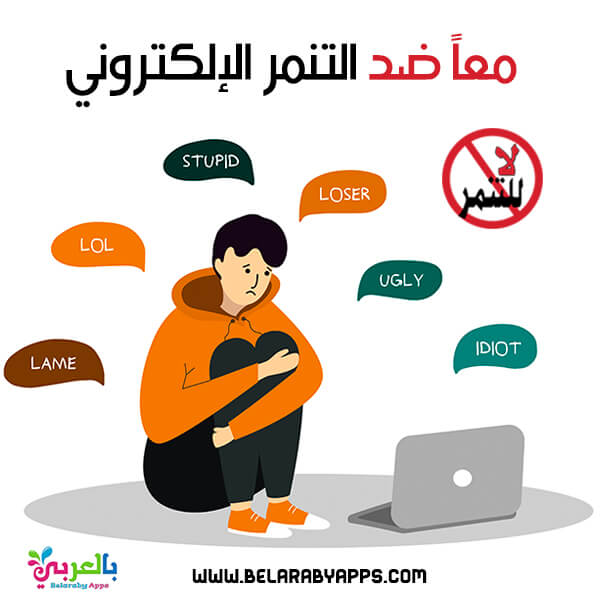 معاً ضد التنمر الإلكتروني
STUPID
LOSER
لا
للتنمر
LOL
UGLY
IDIOT
LAME
بالعربي
Belaraby Apps
WWW.BELARABYAPPS.COM